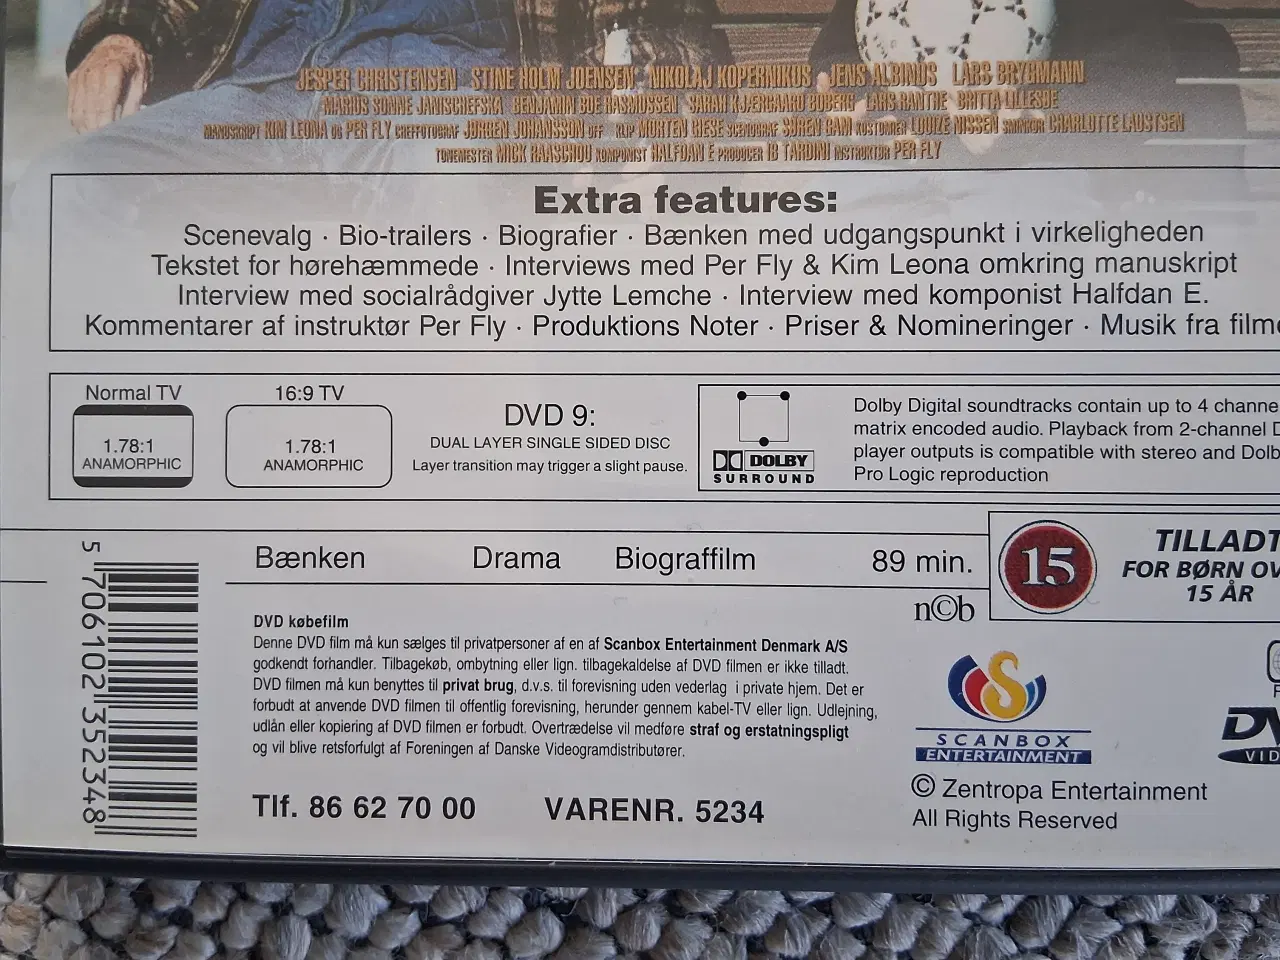 JESPER CHRISTENSEN STINE HOLM JOENSEN NIKOLAJ KOPERNIKUS JENS ALBINUS LARS BRYGMANN
MARIUS SONNE JANISCHEFSKA BENJAMIN BOE RASMUSSEN SARAH KJÆRGAARD BOBERG LARS RANTHE BRITTA LILLESØE
MANUSKRIPT KIM LEONA OG PER FLY CHEFFOTOGRAF JØRGEN JOHANSSON DFF KLIP MORTEN GIESE SCENOGRAF SØREN GAM KOSTUMIER LOUIZE NISSEN SMINKØR CHARLOTTE LAUSTSEN
TONEMESTER MICK RAASCHOU KOMPONIST HALFDAN E PRODUCER IB TARDINI INSTRUKTØR PER FLY
Extra features:
Scenevalg · Bio-trailers · Biografier · Bænken med udgangspunkt i virkeligheden
Tekstet for hørehæmmede · Interviews med Per Fly & Kim Leona omkring manuskript
Interview med socialrådgiver Jytte Lemche · Interview med komponist Halfdan E.
Kommentarer af instruktør Per Fly · Produktions Noter · Priser & Nomineringer · Musik fra filme
Normal TV
1.78:1
ANAMORPHIC
16:9 TV
1.78:1
ANAMORPHIC
DVD 9:
DUAL LAYER SINGLE SIDED DISC
Layer transition may trigger a slight pause.
DOLBY
SURROUND
Dolby Digital soundtracks contain up to 4 channe
matrix encoded audio. Playback from 2-channel D
player outputs is compatible with stereo and Dolb
Pro Logic reproduction
Bænken Drama Biograffilm 89 min.
15
TILLADT
FOR BØRN OV
15 ÅR
n©b
5 706102 352348
DVD købefilm
Denne DVD film må kun sælges til privatpersoner af en af Scanbox Entertainment Denmark A/S
godkendt forhandler. Tilbagekøb, ombytning eller lign. tilbagekaldelse af DVD filmen er ikke tilladt.
DVD filmen må kun benyttes til privat brug, d.v.s. til forevisning uden vederlag i private hjem. Det er
forbudt at anvende DVD filmen til offentlig forevisning, herunder gennem kabel-TV eller lign. Udlejning,
udlån eller kopiering af DVD filmen er forbudt. Overtrædelse vil medføre straf og erstatningspligt
og vil blive retsforfulgt af Foreningen af Danske Videogramdistributører.
Tlf. 86 62 70 00 VARENR. 5234
SCANBOX
ENTERTAINMENT
© Zentropa Entertainment
All Rights Reserved
DV
VID